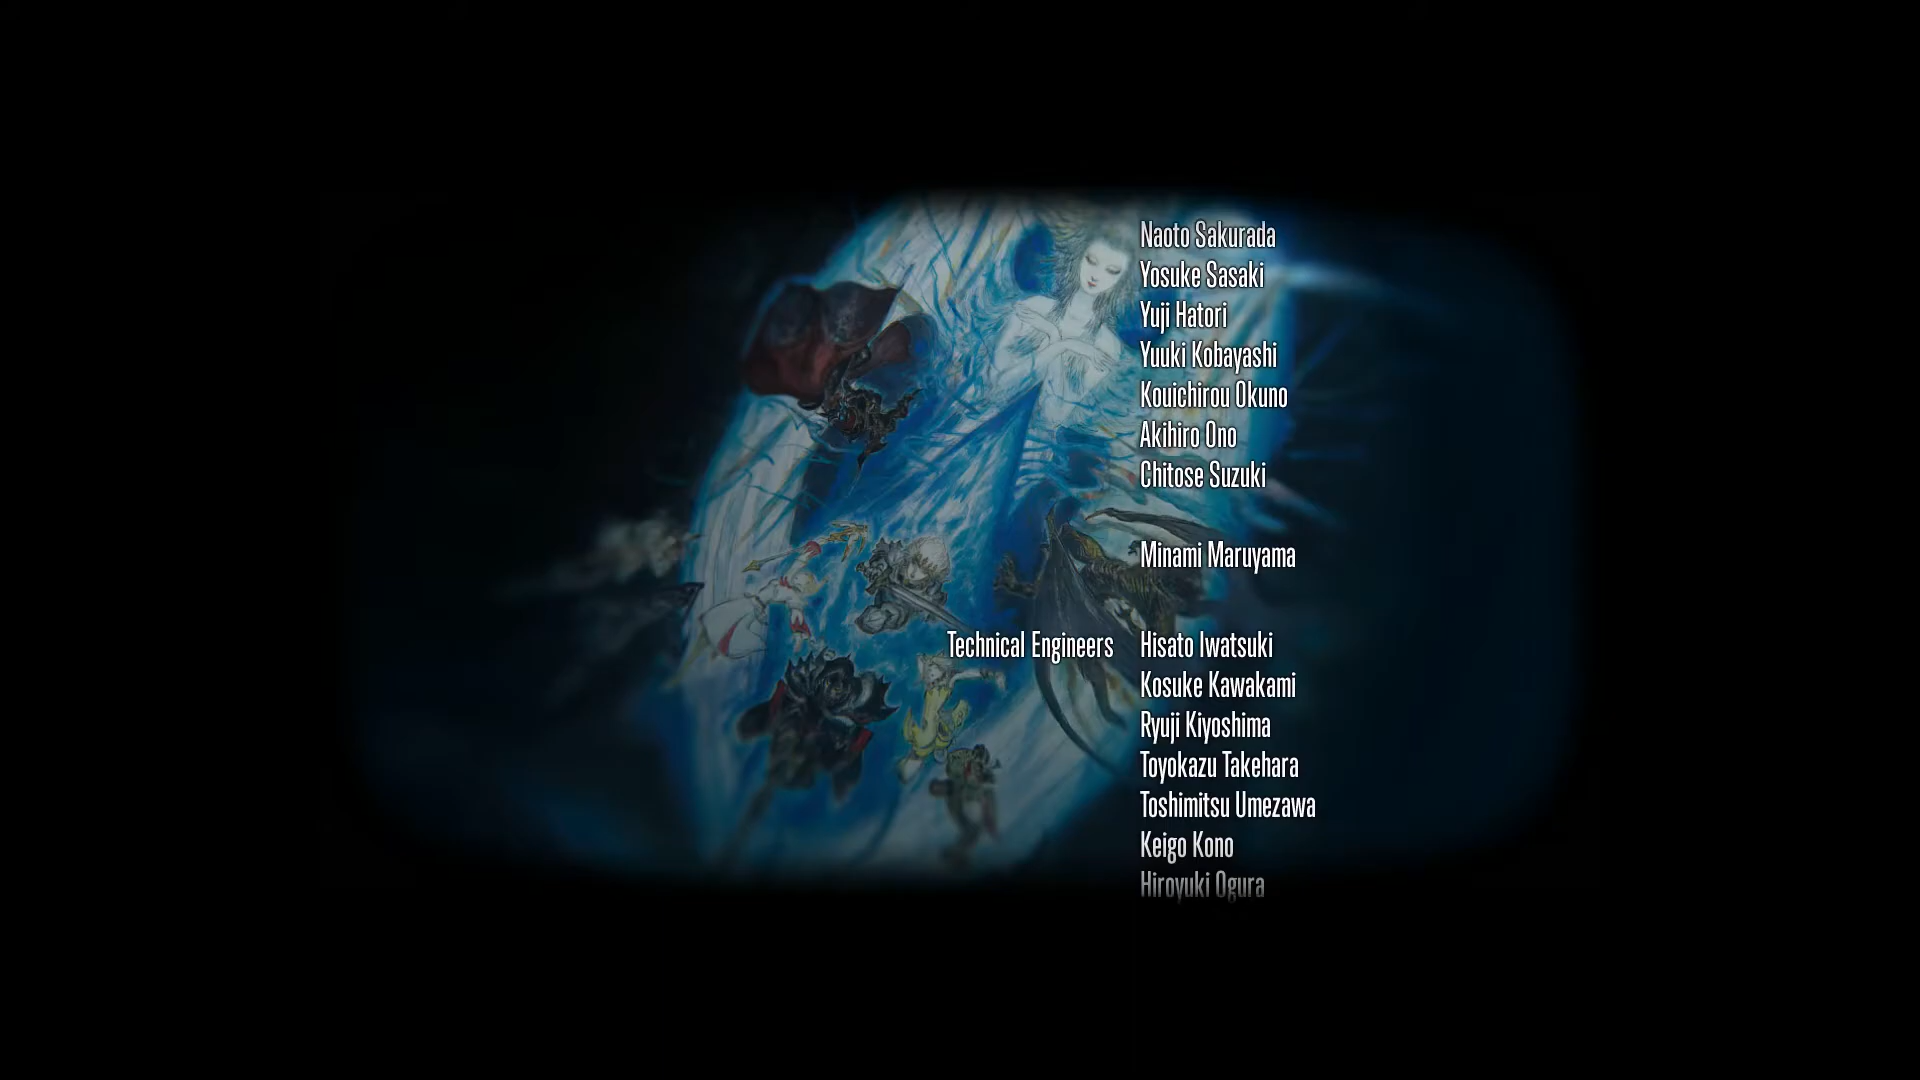 Naoto Sakurada
Yosuke Sasaki
Yuji Hatori
Yuuki Kobayashi
Kouichirou Okuno
Akihiro Ono
Chitose Suzuki
Minami Maruyama
Technical Engineers Hisato Iwatsuki
Kosuke Kawakami
Ryuji Kiyoshima
Toyokazu Takehara
Toshimitsu Umezawa
Keigo Kono
Hiroyuki Ogura